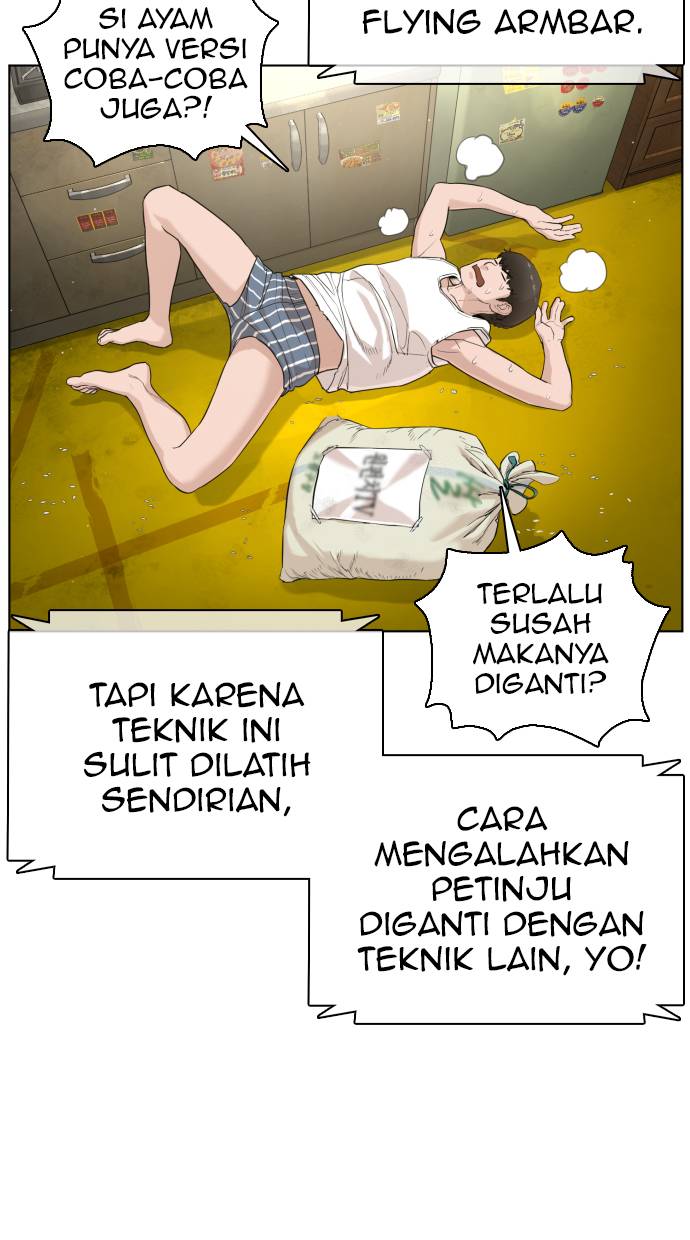 SI AYAM
PUNYA VERSI
COBA-COBA
JUGA?!
FLYING ARMBAR.
TERLALU
SUSAH
MAKANYA
DIGANTI?
TAPI KARENA
TEKNIK INI
SULIT DILATIH
SENDIRIAN,
CARA
MENGALAHKAN
PETINJU
DIGANTI DENGAN
TEKNIK LAIN, YO!